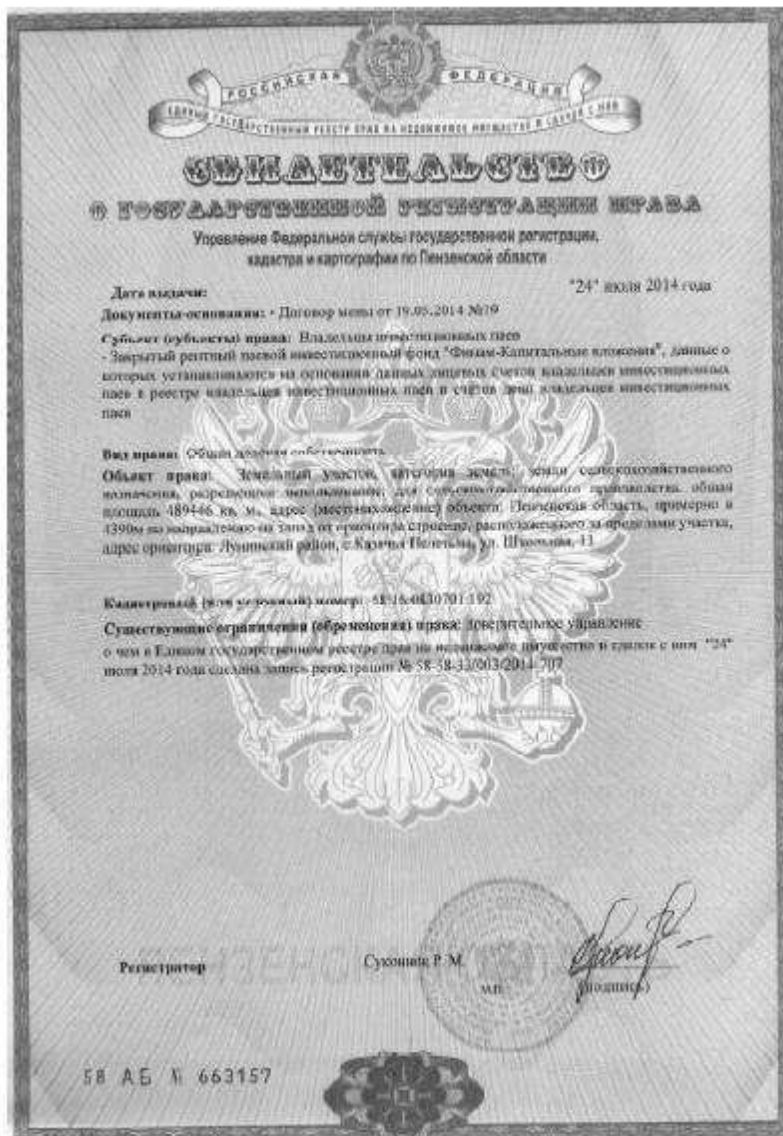 РОССИЙСКАЯ ФЕДЕРАЦИЯ
ЕДИНЫЙ ГОСУДАРСТВЕННЫЙ РЕЕСТР ПРАВ НА НЕДВИЖИМОЕ ИМУЩЕСТВО И СДЕЛОК С НИМ
СВИДЕТЕЛЬСТВО
О ГОСУДАРСТВЕННОЙ РЕГИСТРАЦИИ ПРАВА
Управление Федеральной службы государственной регистрации,
кадастра и картографии по Пензенской области
Дата выдачи: "24" июля 2014 года
Документы-основания: • Договор мены от 19.05.2014 №79
Субъект (субъекты) права: Владельцы инвестиционных паев
- Закрытый рентный паевой инвестиционный фонд "Финам-Капитальные вложения", данные о
которых устанавливаются на основании данных лицевых счетов владельцев инвестиционных
паев в реестре владельцев инвестиционных паев и счетов депо владельцев инвестиционных
паев
Вид права: Общая долевая собственность
Объект права: Земельный участок, категория земель: земли сельскохозяйственного
назначения, разрешенное использование: для сельскохозяйственного производства, общая
площадь 489446 кв. м., адрес (местонахождение) объекта: Пензенская область, примерно в
4390м по направлению на запад от ориентира строение, расположенного за пределами участка,
адрес ориентира: Лунинский район, с.Казачья Пелетьма, ул. Школьная, 11
Кадастровый (или условный) номер: 58:16:0830701:192
Существующие ограничения (обременения) права: доверительное управление
о чем в Едином государственном реестре прав на недвижимое имущество и сделок с ним "24"
июля 2014 года сделана запись регистрации № 58-58-33/003/2014-707
Регистратор Р. М.
м.п. (подпись)
58 АБ № 663157